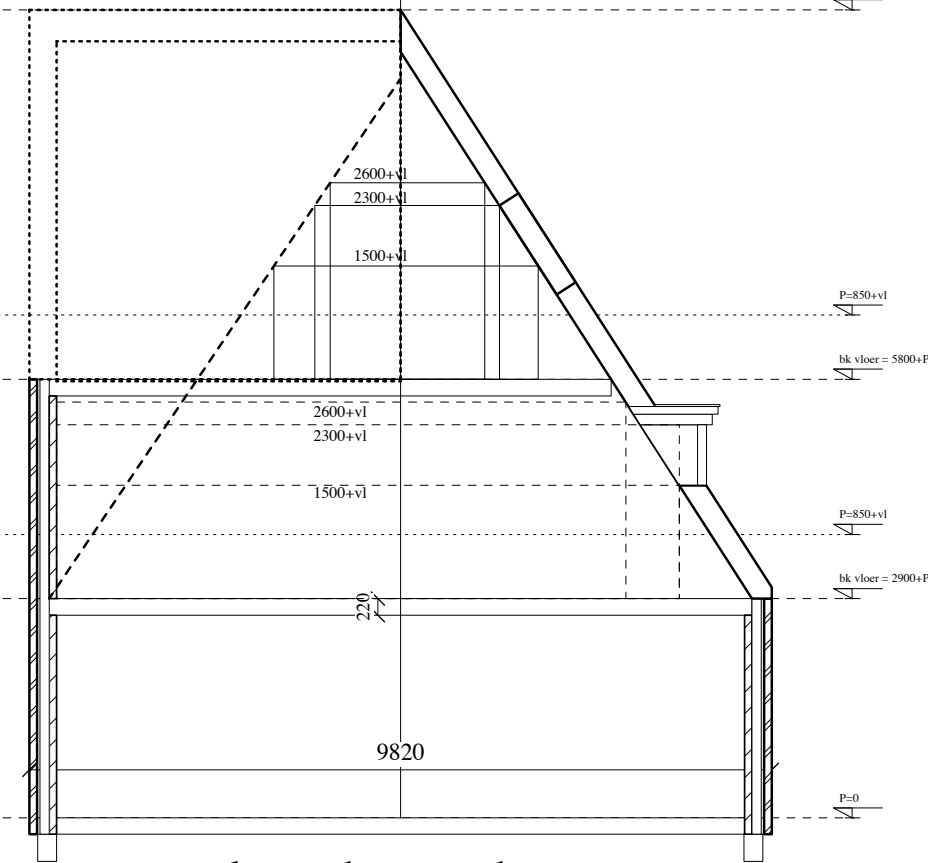 2600+vl
2300+vl
1500+vl
P=850+vl
bk vloer = 5800+P
2600+vl
2300+vl
1500+vl
P=850+vl
bk vloer = 2900+P
220
9820
P=0